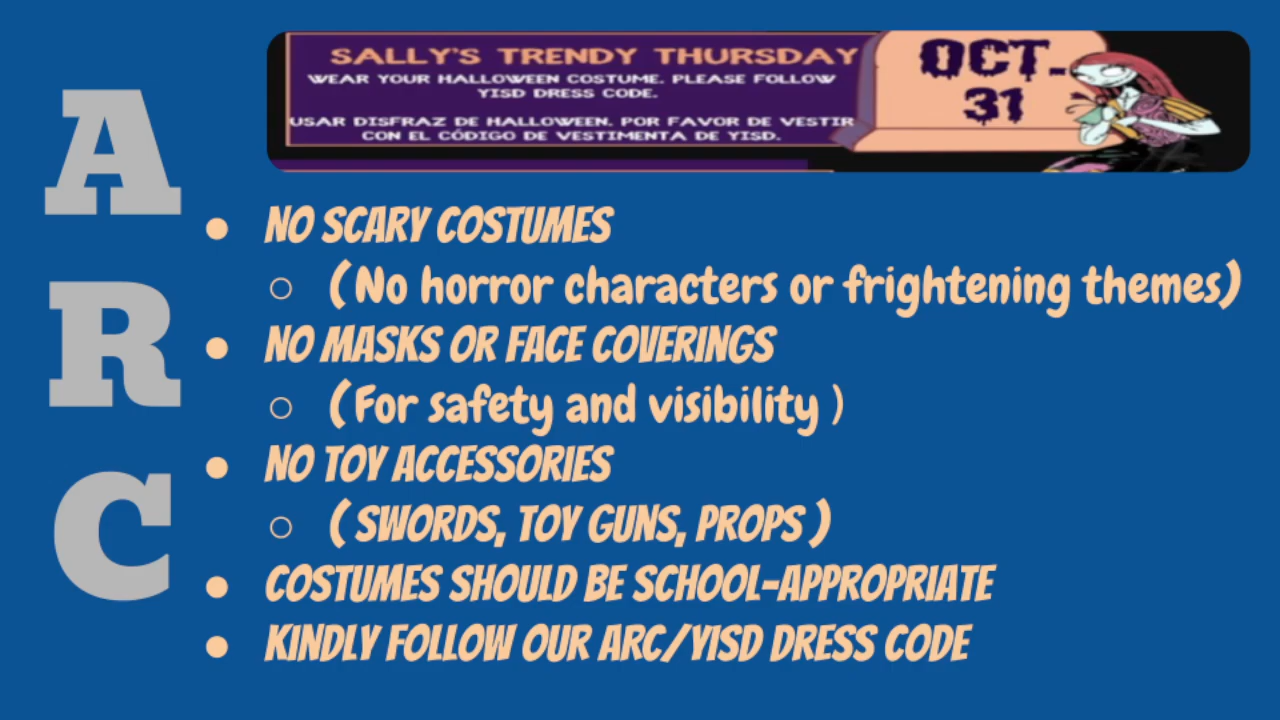 A
R
C
SALLY'S TRENDY THURSDAY
WEAR YOUR HALLOWEEN COSTUME. PLEASE FOLLOW
YISD DRESS CODE.
USAR DISFRAZ DE HALLOWEEN. POR FAVOR DE VESTIR
CON EL CÓDIGO DE VESTIMENTA DE YISD.
OCT.
31
● NO SCARY COSTUMES
○ (No horror characters or frightening themes)
● NO MASKS OR FACE COVERINGS
○ (For safety and visibility )
● NO TOY ACCESSORIES
○ ( SWORDS, TOY GUNS, PROPS )
● COSTUMES SHOULD BE SCHOOL-APPROPRIATE
● KINDLY FOLLOW OUR ARC/YISD DRESS CODE